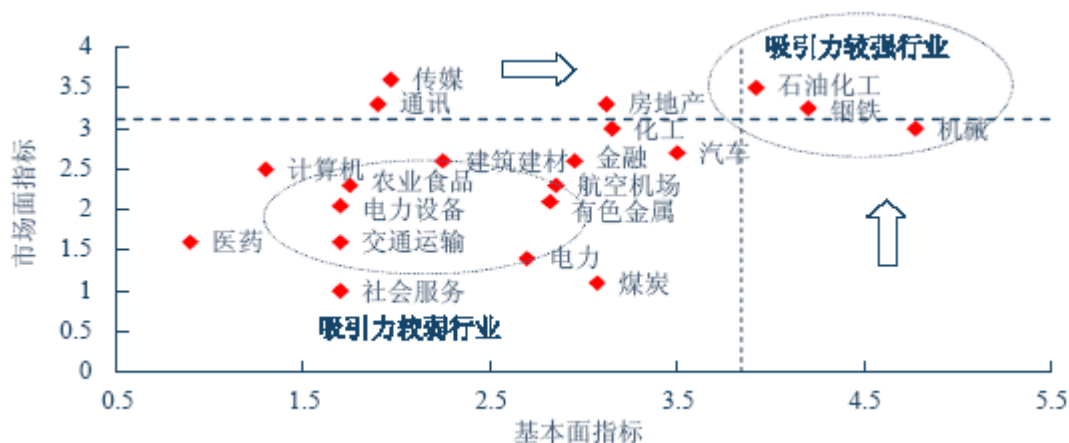 吸引力较强行业
4
3.5
3
2.5
2
1.5
1
0.5
0
市场面指标
传媒
通讯
房地产
化工
石油化工
钢铁
机械
计算机
建筑建材
金融
汽车
农业食品
航空机场
电力设备
有色金属
医药
交通运输
电力
社会服务
煤炭
吸引力较弱行业
0.5
1.5
2.5
3.5
4.5
5.5
基本面指标